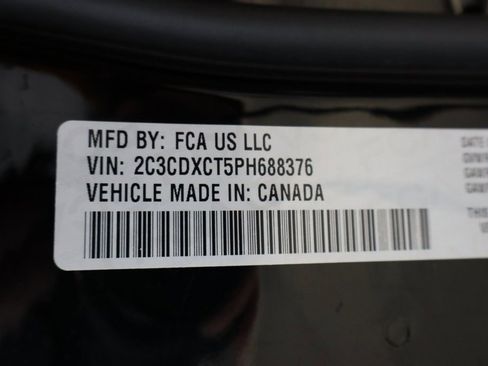 MFD BY: FCA US LLC
VIN: 2C3CDXCT5PH688376
VEHICLE MADE IN: CANADA